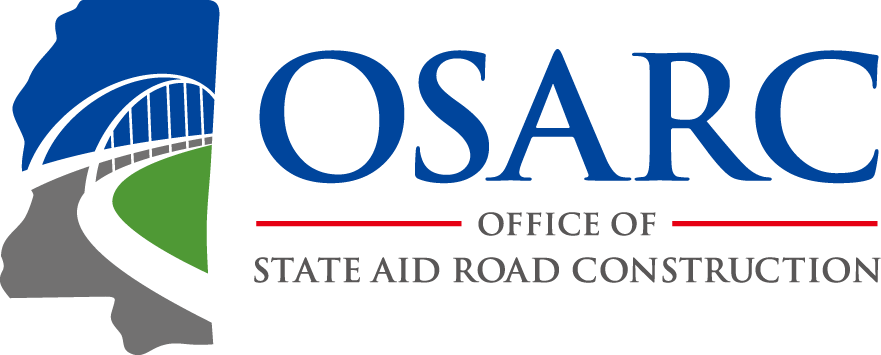 OSARC
OFFICE OF
STATE AID ROAD CONSTRUCTION